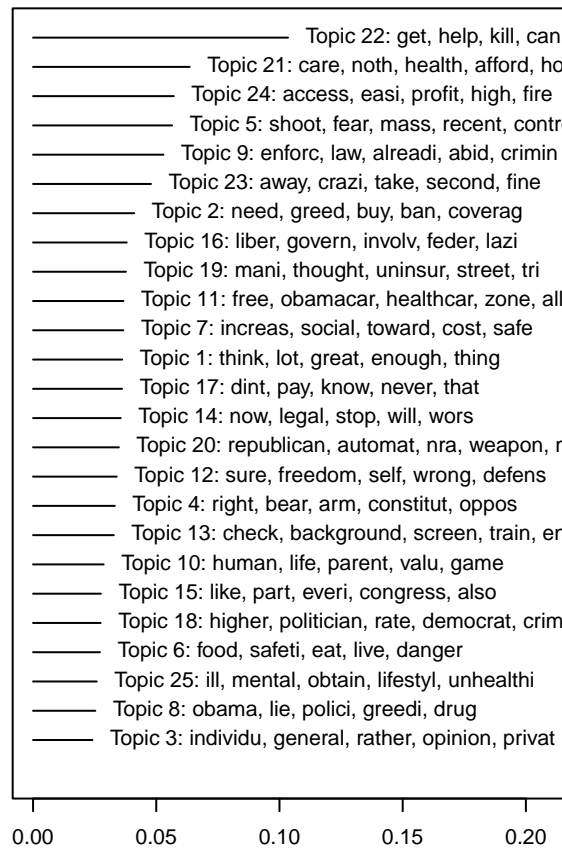 Topic 22: get, help, kill, can
Topic 21: care, noth, health, afford, ho
Topic 24: access, easi, profit, high, fire
Topic 5: shoot, fear, mass, recent, contr
Topic 9: enforc, law, alreadi, abid, crimin
Topic 23: away, crazi, take, second, fine
Topic 2: need, greed, buy, ban, coverag
Topic 16: liber, govern, involv, feder, lazi
Topic 19: mani, thought, uninsur, street, tri
Topic 11: free, obamacar, healthcar, zone, all
Topic 7: increas, social, toward, cost, safe
Topic 1: think, lot, great, enough, thing
Topic 17: dint, pay, know, never, that
Topic 14: now, legal, stop, will, wors
Topic 20: republican, automat, nra, weapon,
Topic 12: sure, freedom, self, wrong, defens
Topic 4: right, bear, arm, constitut, oppos
Topic 13: check, background, screen, train, en
Topic 10: human, life, parent, valu, game
Topic 15: like, part, everi, congress, also
Topic 18: higher, politician, rate, democrat, crim
Topic 6: food, safeti, eat, live, danger
Topic 25: ill, mental, obtain, lifestyl, unhealthi
Topic 8: obama, lie, polici, greedi, drug
Topic 3: individu, general, rather, opinion, privat
0.00 0.05 0.10 0.15 0.20